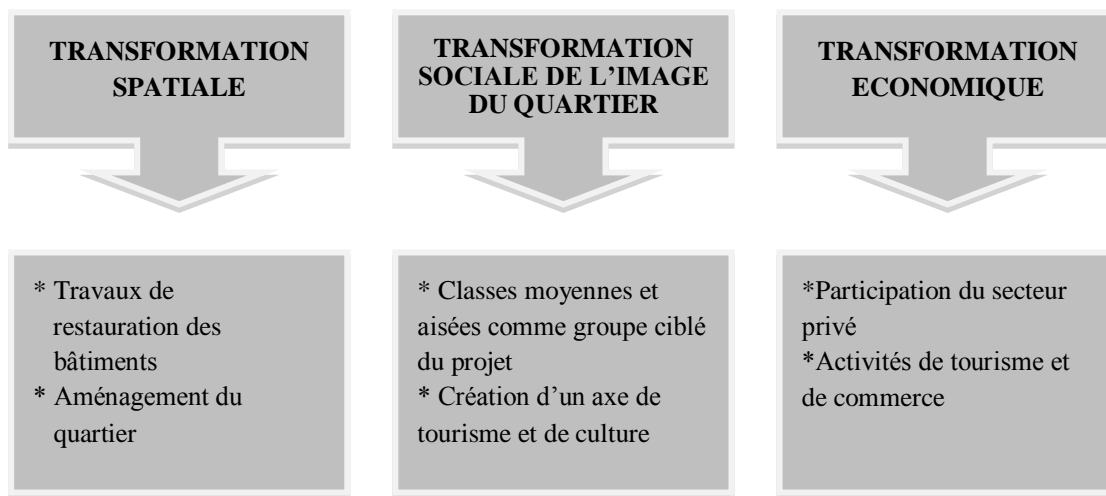 TRANSFORMATION
SPATIALE
TRANSFORMATION
SOCIALE DE L’IMAGE
DU QUARTIER
TRANSFORMATION
ECONOMIQUE
* Travaux de
restauration des
bâtiments
* Aménagement du
quartier
* Classes moyennes et
aisées comme groupe ciblé
du projet
* Création d’un axe de
tourisme et de culture
*Participation du secteur
privé
*Activités de tourisme et
de commerce